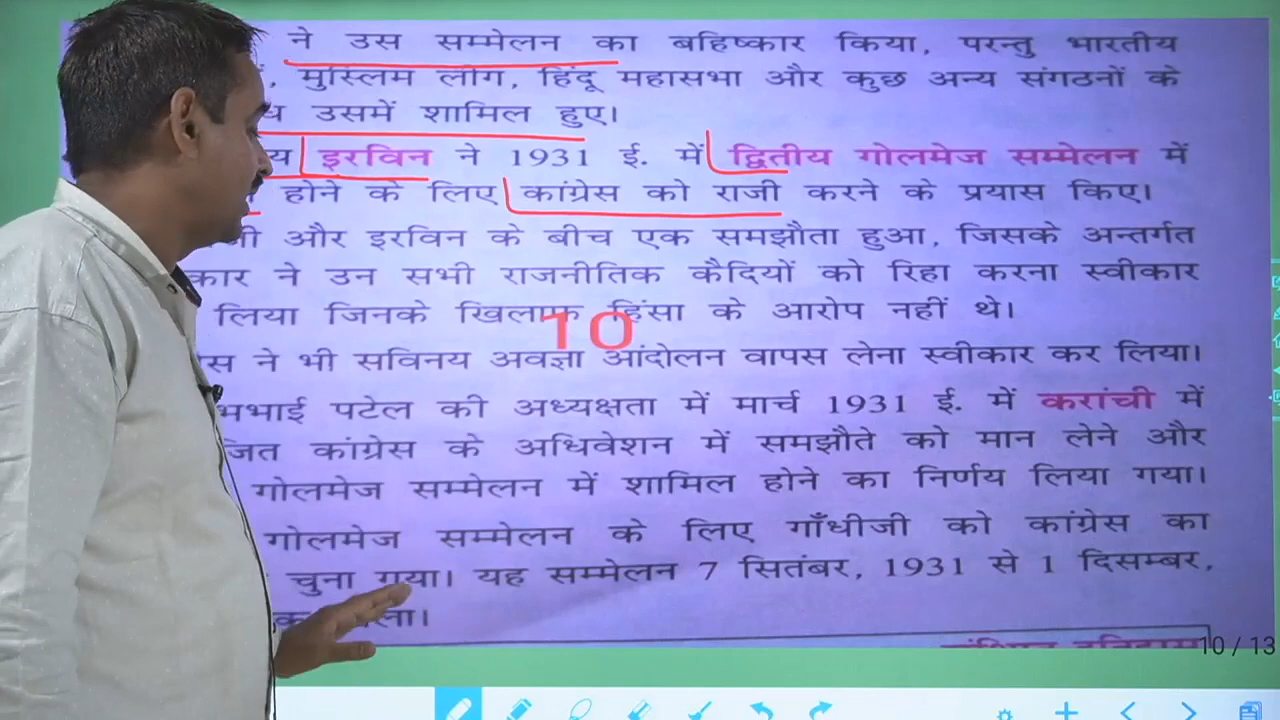 ने उस सम्मेलन का बहिष्कार किया, परन्तु भारतीय
मुस्लिम लीग, हिंदू महासभा और कुछ अन्य संगठनों के
उसमें शामिल हुए।
इरविन ने 1931 ई. में द्वितीय गोलमेज सम्मेलन में
होने के लिए कांग्रेस को राजी करने के प्रयास किए।
और इरविन के बीच एक समझौता हुआ, जिसके अन्तर्गत
ने उन सभी राजनीतिक कैदियों को रिहा करना स्वीकार
लिया जिनके खिलाफ हिंसा के आरोप नहीं थे।
10
ने भी सविनय अवज्ञा आंदोलन वापस लेना स्वीकार कर लिया।
पटेल की अध्यक्षता में मार्च 1931 ई. में करांची में
कांग्रेस के अधिवेशन में समझौते को मान लेने और
गोलमेज सम्मेलन में शामिल होने का निर्णय लिया गया।
गोलमेज सम्मेलन के लिए गाँधीजी को कांग्रेस का
चुना गया। यह सम्मेलन 7 सितंबर, 1931 से 1 दिसम्बर,
10 / 13